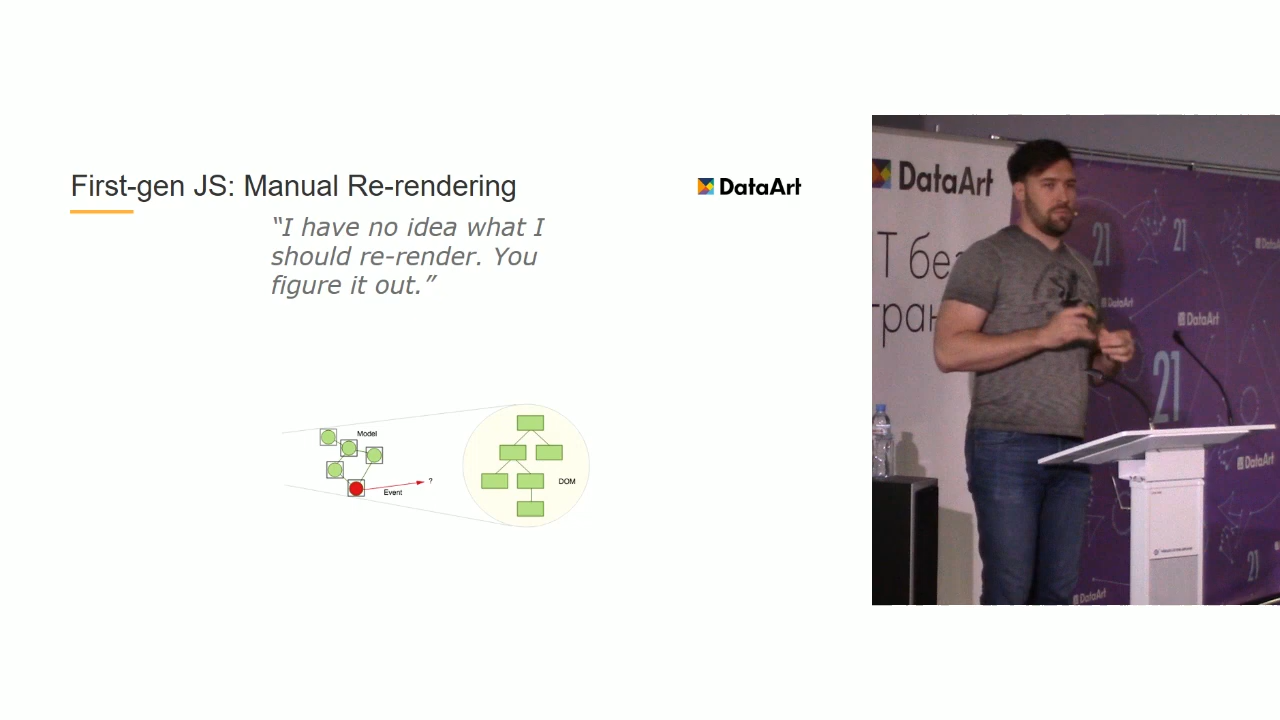 First-gen JS: Manual Re-rendering
DataArt
“I have no idea what I
should re-render. You
figure it out.”
Model
Event
?
DOM
DataArt
21
21
DataArt
DataArt
DataArt
21
DataArt
21
DataArt